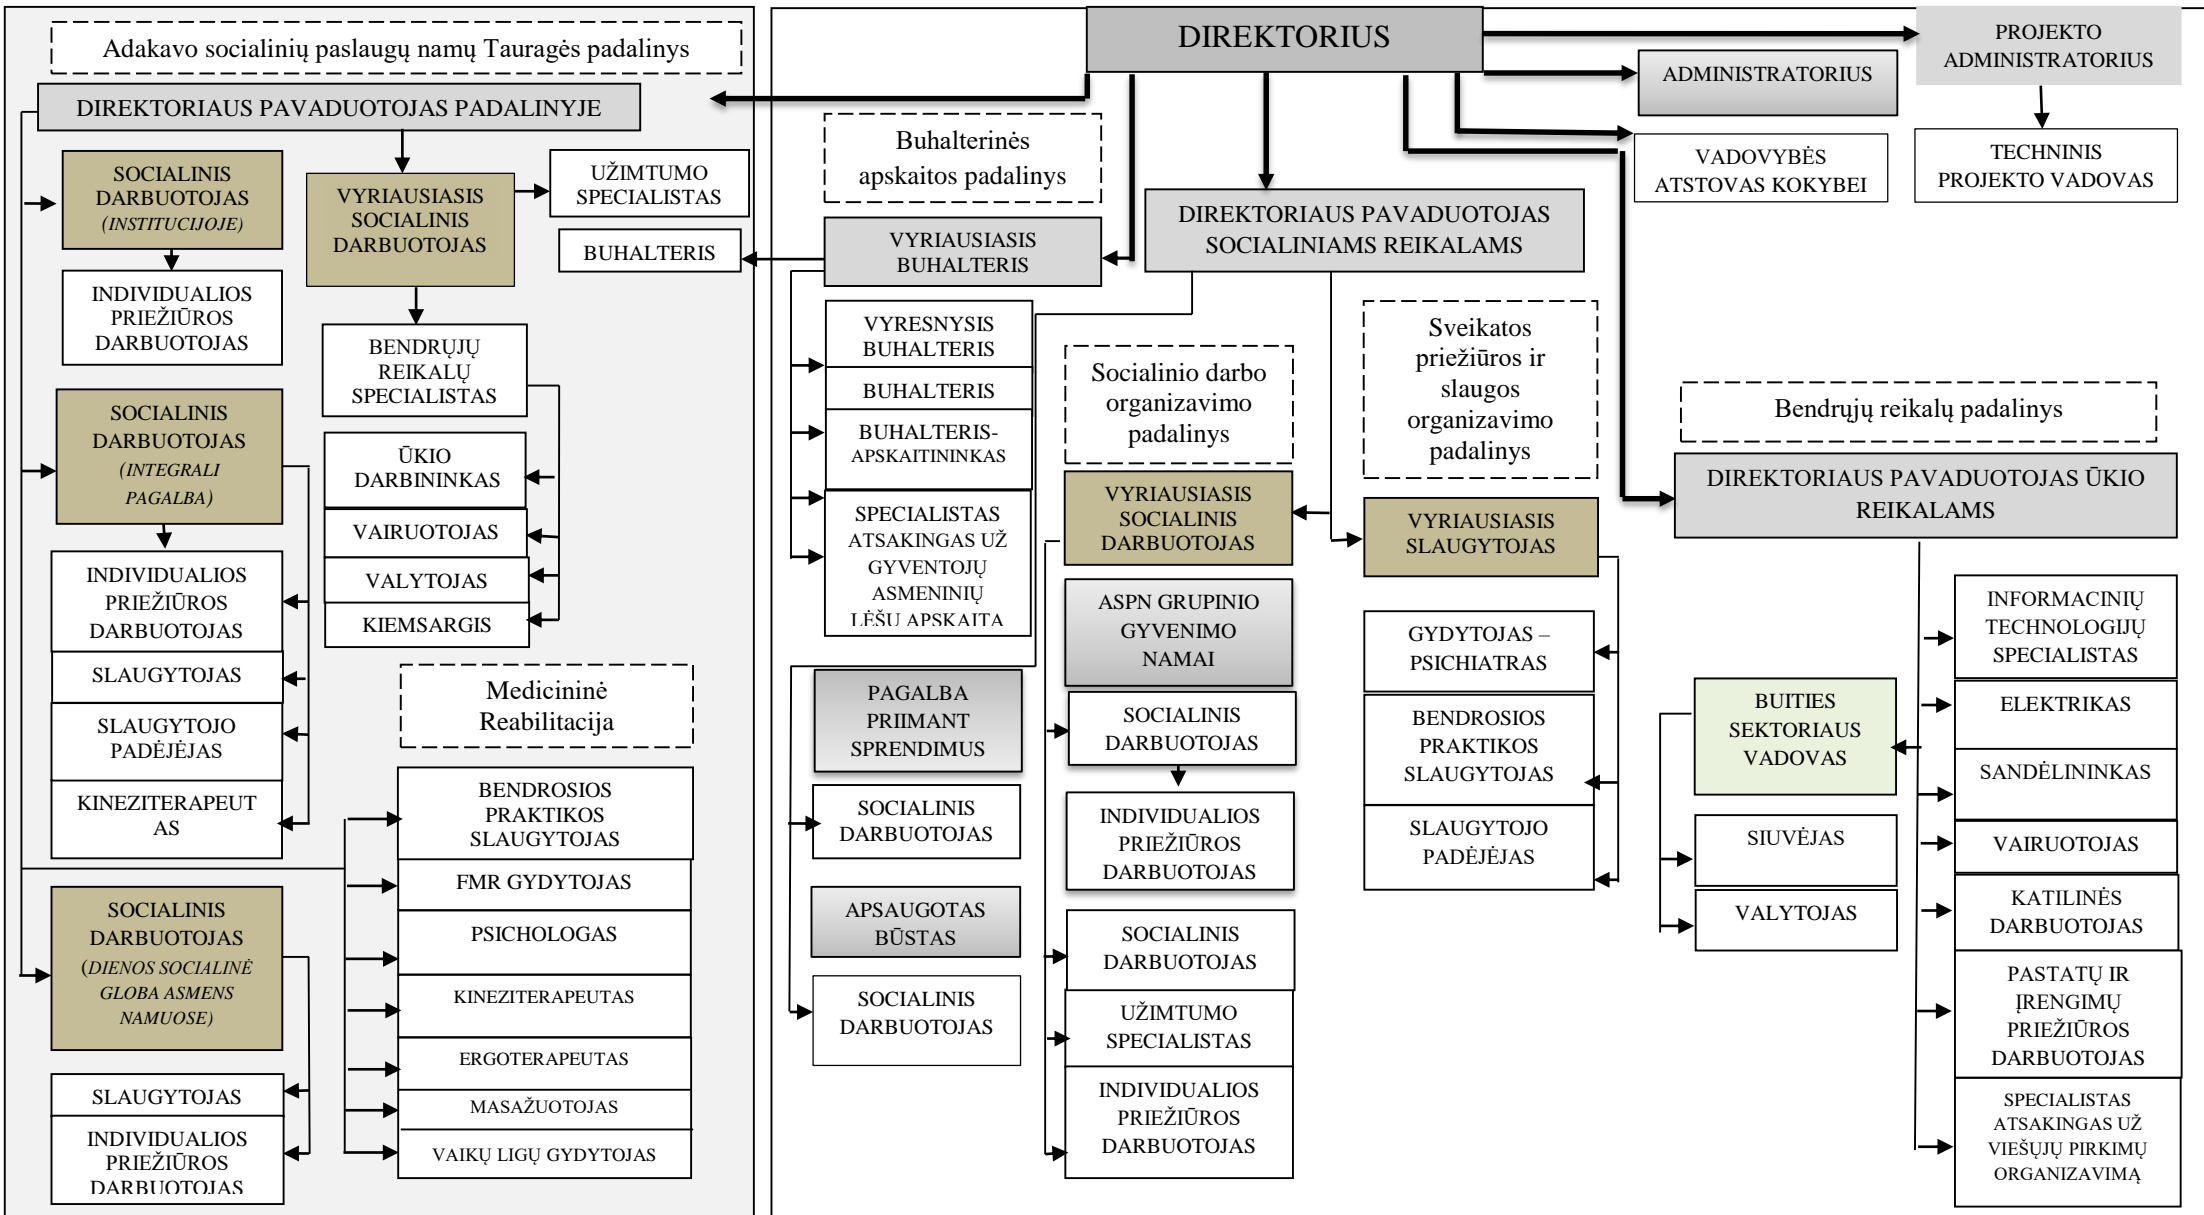 Adakavo socialinių paslaugų namų Tauragės padalinys
DIREKTORIAUS PAVADUOTOJAS PADALINYJE
SOCIALINIS
DARBUOTOJAS
(INSTITUCIJOJE)
INDIVIDUALIOS
PRIEŽIŪROS
DARBUOTOJAS
VYRIAUSIASIS
SOCIALINIS
DARBUOTOJAS
UŽIMTUMO
SPECIALISTAS
BUHALTERIS
BENDRŲJŲ
REIKALŲ
SPECIALISTAS
ŪKIO
DARBININKAS
VAIRUOTOJAS
VALYTOJAS
KIEMSARGIS
SOCIALINIS
DARBUOTOJAS
(INTEGRALI
PAGALBA)
INDIVIDUALIOS
PRIEŽIŪROS
DARBUOTOJAS
SLAUGYTOJAS
SLAUGYTOJO
PADĖJĖJAS
KINEZITERAPEUT
AS
SOCIALINIS
DARBUOTOJAS
(DIENOS SOCIALINĖ
GLOBA ASMENS
NAMUOSE)
SLAUGYTOJAS
INDIVIDUALIOS
PRIEŽIŪROS
DARBUOTOJAS
Medicininė
Reabilitacija
BENDROSIOS
PRAKTIKOS
SLAUGYTOJAS
FMR GYDYTOJAS
PSICHOLOGAS
KINEZITERAPEUTAS
ERGOTERAPEUTAS
MASAŽUOTOJAS
VAIKŲ LIGŲ GYDYTOJAS
DIREKTORIUS
PROJEKTO
ADMINISTRATORIUS
ADMINISTRATORIUS
VADOVYBĖS
ATSTOVAS KOKYBEI
TECHNINIS
PROJEKTO VADOVAS
Buhalterinės
apskaitos padalinys
VYRIAUSIASIS
BUHALTERIS
VYRESNYSIS
BUHALTERIS
BUHALTERIS
BUHALTERIS-
APSKAITININKAS
SPECIALISTAS
ATSAKINGAS UŽ
GYVENTOJŲ
ASMENINIŲ
LĖŠŲ APSKAITĄ
DIREKTORIAUS PAVADUOTOJAS
SOCIALINIAMS REIKALAMS
PAGALBA
PRIIMANT
SPRENDIMUS
SOCIALINIS
DARBUOTOJAS
APSAUGOTAS
BŪSTAS
SOCIALINIS
DARBUOTOJAS
Socialinio darbo
organizavimo
padalinys
VYRIAUSIASIS
SOCIALINIS
DARBUOTOJAS
ASPN GRUPINIO
GYVENIMO
NAMAI
SOCIALINIS
DARBUOTOJAS
INDIVIDUALIOS
PRIEŽIŪROS
DARBUOTOJAS
SOCIALINIS
DARBUOTOJAS
UŽIMTUMO
SPECIALISTAS
INDIVIDUALIOS
PRIEŽIŪROS
DARBUOTOJAS
Sveikatos
priežiūros ir
slaugos
organizavimo
padalinys
VYRIAUSIASIS
SLAUGYTOJAS
GYDYTOJAS –
PSICHIATRAS
BENDROSIOS
PRAKTIKOS
SLAUGYTOJAS
SLAUGYTOJO
PADĖJĖJAS
Bendrųjų reikalų padalinys
DIREKTORIAUS PAVADUOTOJAS ŪKIO
REIKALAMS
BUITIES
SEKTORIAUS
VADOVAS
SIUVĖJAS
VALYTOJAS
INFORMACINIŲ
TECHNOLOGIJŲ
SPECIALISTAS
ELEKTRIKAS
SANDĖLININKAS
VAIRUOTOJAS
KATILINĖS
DARBUOTOJAS
PASTATŲ IR
ĮRENGIMŲ
PRIEŽIŪROS
DARBUOTOJAS
SPECIALISTAS
ATSAKINGAS UŽ
VIEŠŲJŲ PIRKIMŲ
ORGANIZAVIMĄ